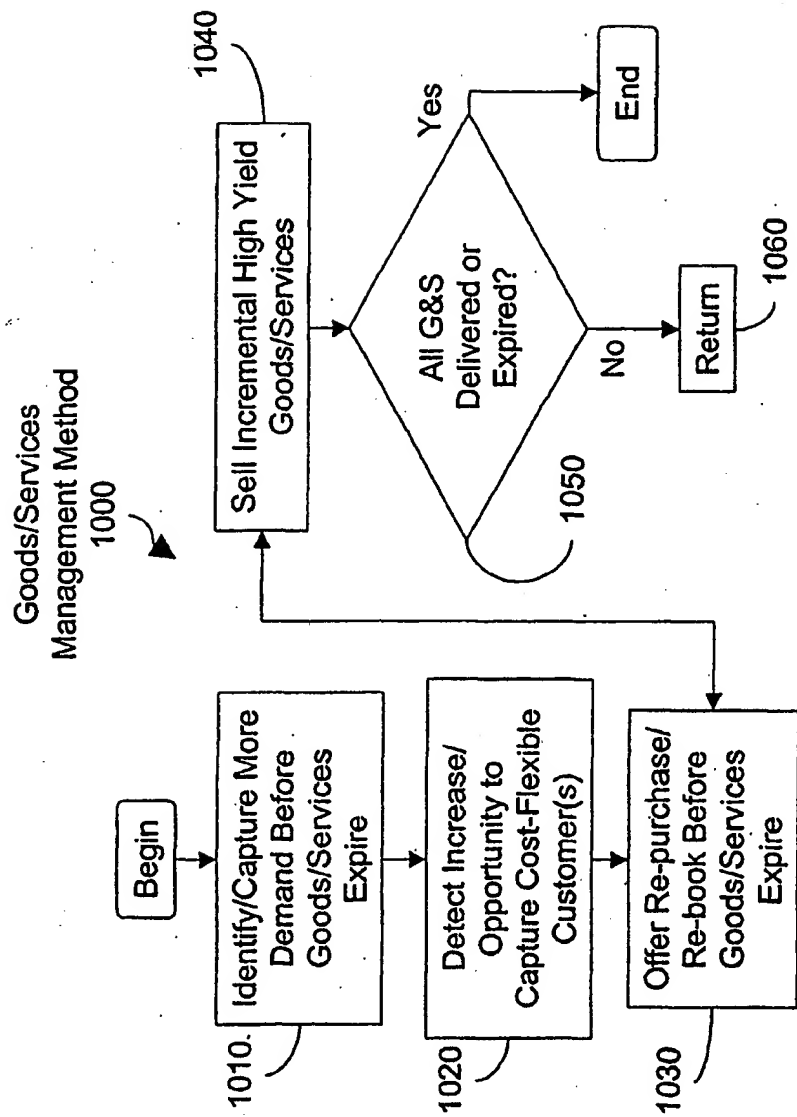 Goods/Services
Management Method
1000
Begin
1010.
Identify/Capture More
Demand Before
Goods/Services
Expire
1020
Detect Increase/
Opportunity to
Capture Cost-Flexible
Customer(s)
1030
Offer Re-purchase/
Re-book Before
Goods/Services
Expire
1040
Sell Incremental High Yield
Goods/Services
1050
All G&S
Delivered or
Expired?
Yes
End
No
Return
1060